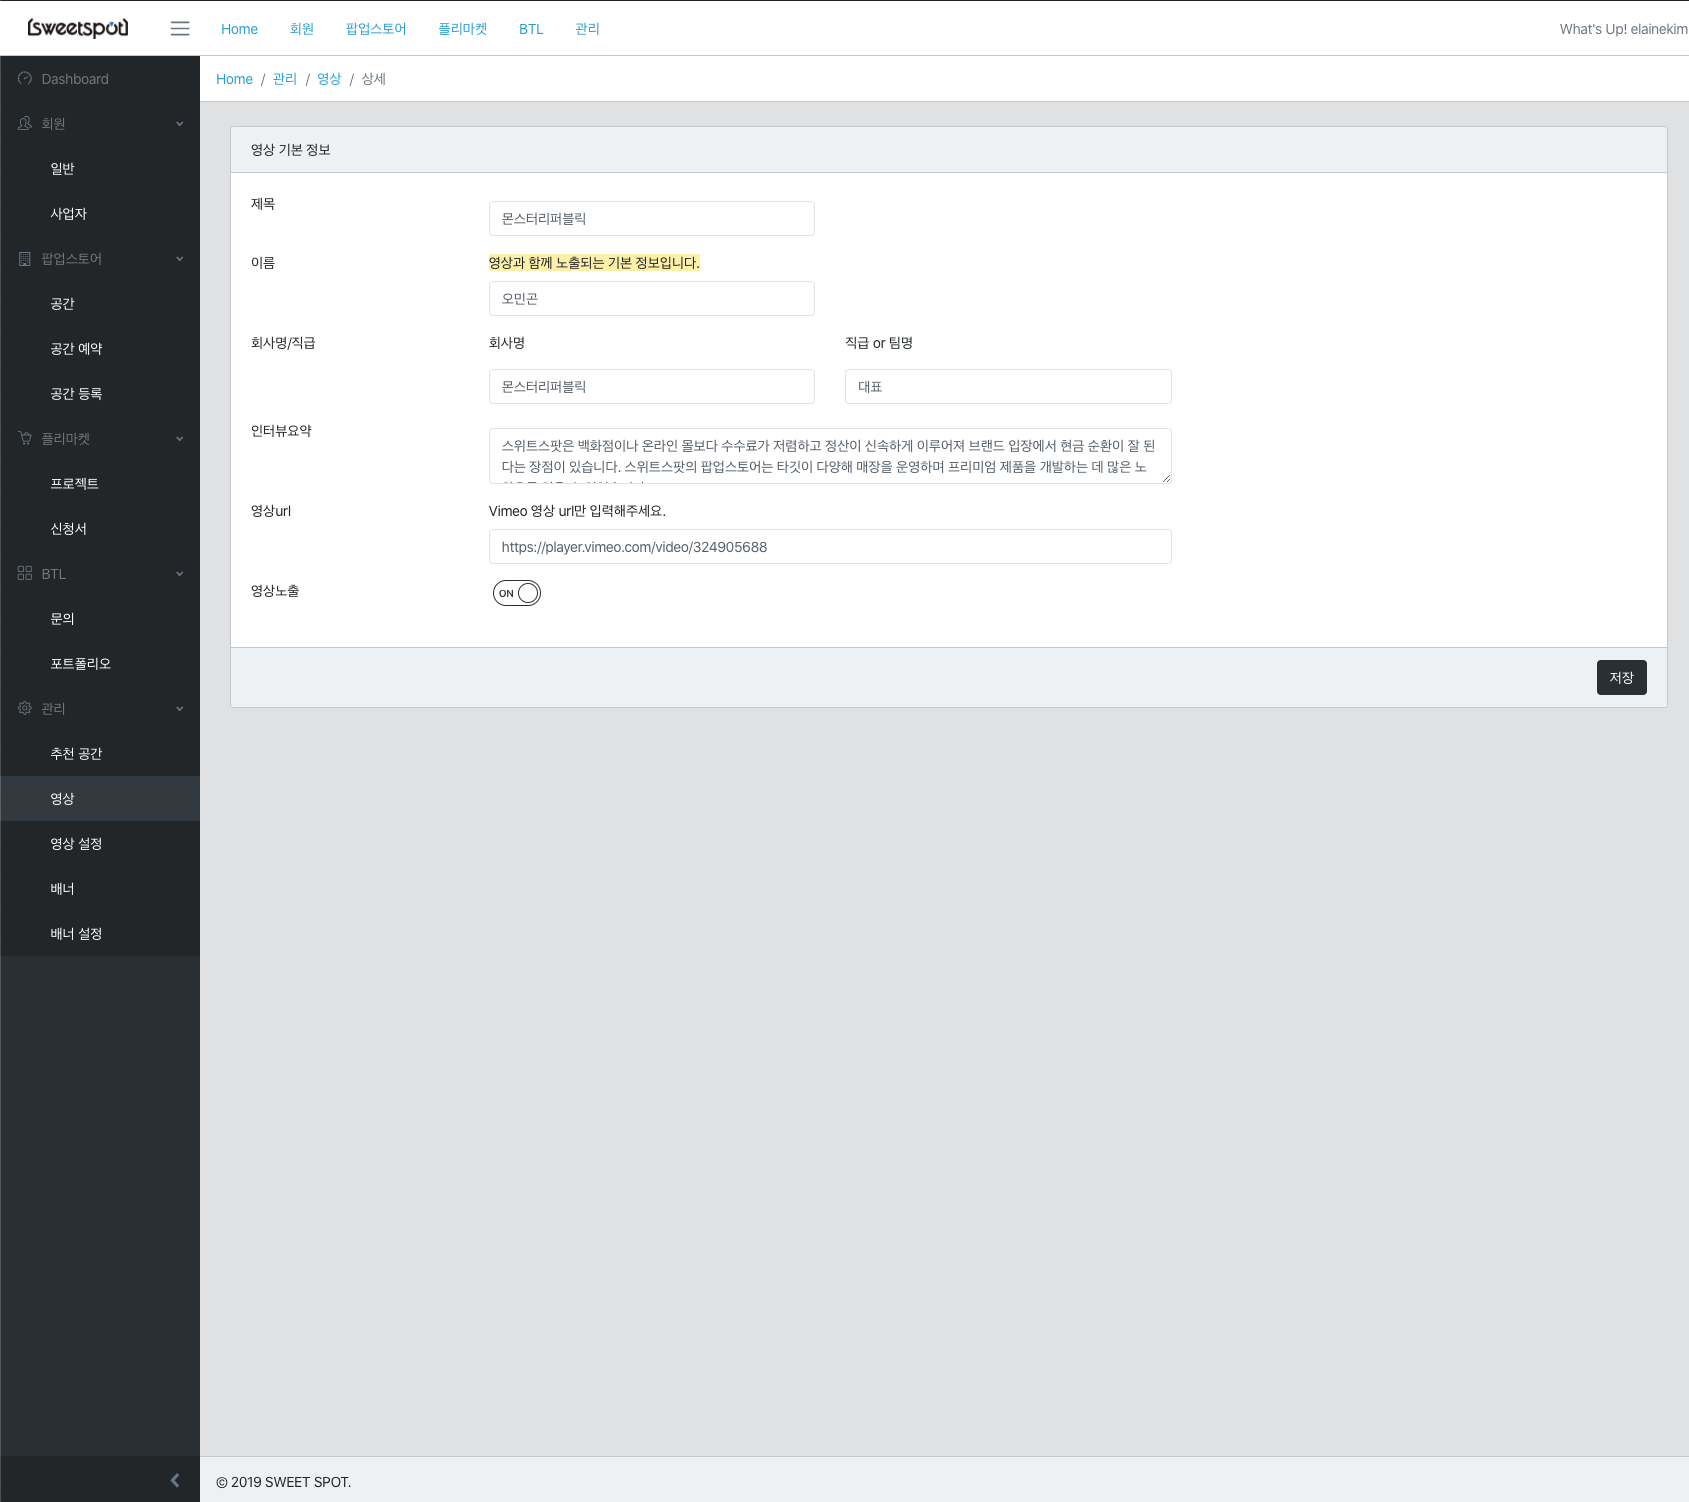 sweetspot
Home 회원 팝업스토어 플리마켓 BTL 관리
What's Up! elainekim
Dashboard
회원
일반
사업자
팝업스토어
공간
공간 예약
공간 등록
플리마켓
프로젝트
신청서
BTL
문의
포트폴리오
관리
추천 공간
영상
영상 설정
배너
배너 설정
Home / 관리 / 영상 / 상세
영상 기본 정보
제목
몬스터리퍼블릭
이름
영상과 함께 노출되는 기본 정보입니다.
오민곤
회사명/직급
회사명
직급 or 팀명
몬스터리퍼블릭
대표
인터뷰요약
스위트스팟은 백화점이나 온라인 몰보다 수수료가 저렴하고 정산이 신속하게 이루어져 브랜드 입장에서 현금 순환이 잘 된
다는 장점이 있습니다. 스위트스팟의 팝업스토어는 타깃이 다양해 매장을 운영하며 프리미엄 제품을 개발하는 데 많은 노
영상url
Vimeo 영상 url만 입력해주세요.
https://player.vimeo.com/video/324905688
영상노출
ON
저장
© 2019 SWEET SPOT.